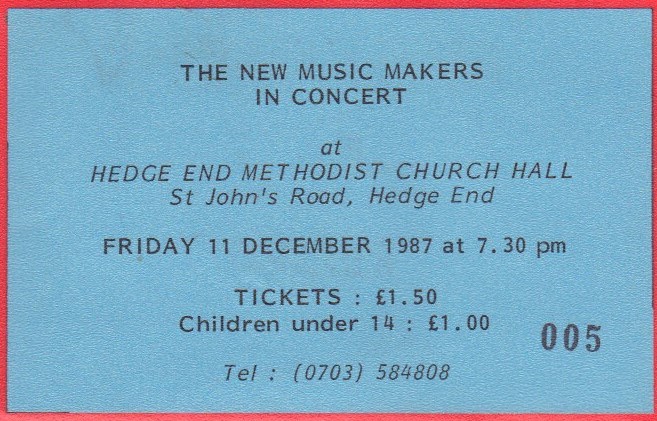 THE NEW MUSIC MAKERS
IN CONCERT
at
HEDGE END METHODIST CHURCH HALL
St John's Road, Hedge End
FRIDAY 11 DECEMBER 1987 at 7.30 pm
TICKETS : £1.50
Children under 14 : £1.00
005
Tel : (0703) 584808